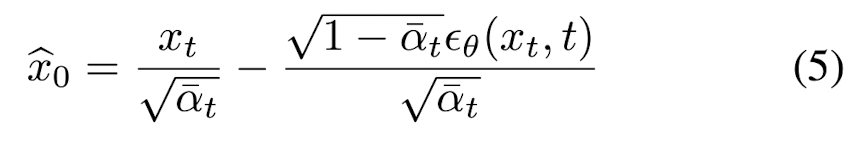 $\widehat{x}_0 = \frac{x_t}{\sqrt{\bar{\alpha}_t}} - \frac{\sqrt{1 - \bar{\alpha}_t}\epsilon_\theta(x_t, t)}{\sqrt{\bar{\alpha}_t}}$ (5)